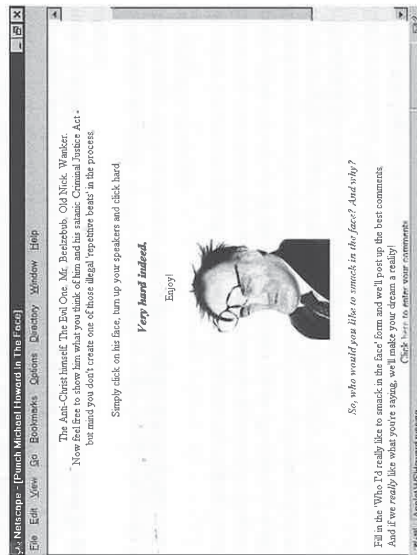 Netscape - [Punch Michael Howard In The Face]
File Edit View Go Bookmarks Options Directory Window Help
The Anti-Christ himself. The Evil One. Mr. Beelzebub. Old Nick. Wanker.
Now feel free to show him what you think of him and his satanic Criminal Justice Act -
but mind you don't create one of those illegal 'repetitive beats' in the process.
Simply click on his face, turn up your speakers and click hard
Very hard indeed.
Enjoy!
So, who would you like to smack in the face? And why?
Fill in the 'Who I'd really like to smack in the face' form and we'll post up the best comments.
And if we really like what you're saying, we'll make your dream a reality!
Click here to enter your comments